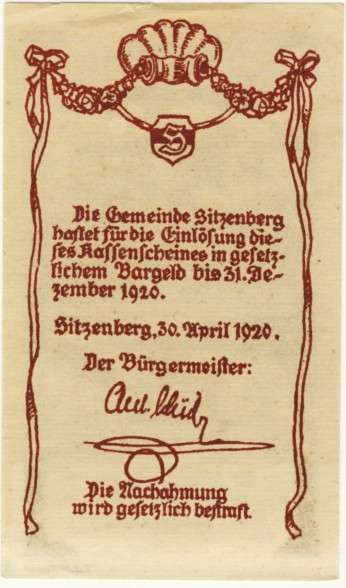 S
Die Gemeinde Sitzenberg
haftet für die Einlösung die-
ses Kassenscheines in gesetz-
lichem Bargeld bis 31. De-
zember 1920.
Sitzenberg, 30. April 1920.
Der Bürgermeister:
Die Nachahmung
wird gesetzlich bestraft.